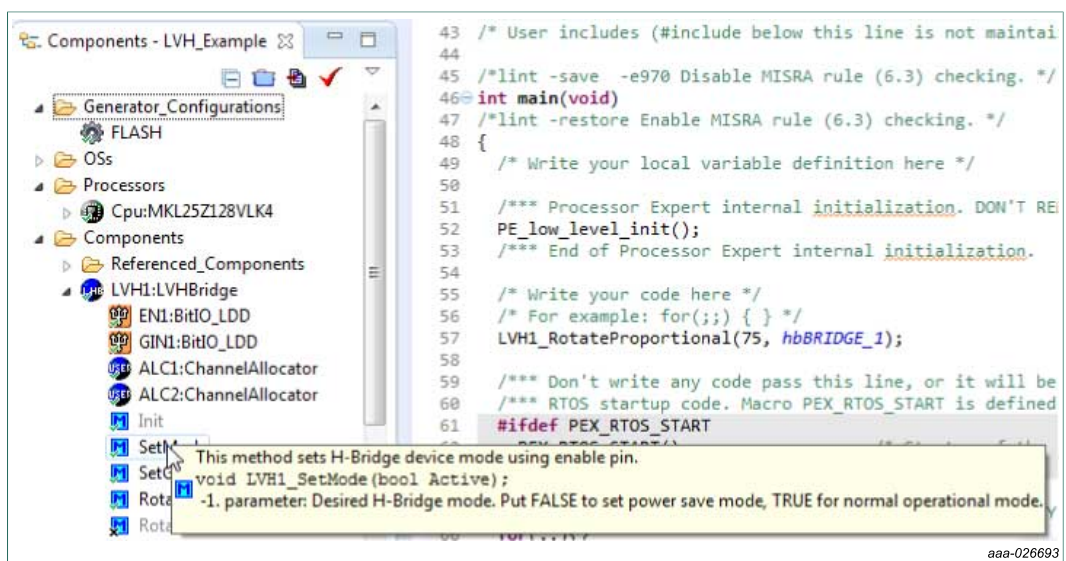 Components - LVH_Example
Generator_Configurations
FLASH
OSs
Processors
Cpu:MKL25Z128VLK4
Components
Referenced_Components
LVH1:LVHBridge
EN1:BitIO_LDD
GIN1:BitIO_LDD
ALC1:ChannelAllocator
ALC2:ChannelAllocator
Init
43 /* User includes (#include below this line is not maintai
44
45 /*lint -save -e970 Disable MISRA rule (6.3) checking. */
46 int main(void)
47 /*lint -restore Enable MISRA rule (6.3) checking. */
48 {
49 /* Write your local variable definition here */
50
51 /*** Processor Expert internal initialization. DON'T RE
52 PE_low_level_init();
53 /*** End of Processor Expert internal initialization.
54
55 /* Write your code here */
56 /* For example: for(;;) { } */
57 LVH1_RotateProportional(75, hbBRIDGE_1);
58
59 /*** Don't write any code pass this line, or it will be
60 /*** RTOS startup code. Macro PEX_RTOS_START is defined
61 #ifdef PEX_RTOS_START
This method sets H-Bridge device mode using enable pin.
void LVH1_SetMode(bool Active);
-1. parameter: Desired H-Bridge mode. Put FALSE to set power save mode, TRUE for normal operational mode.
aaa-026693